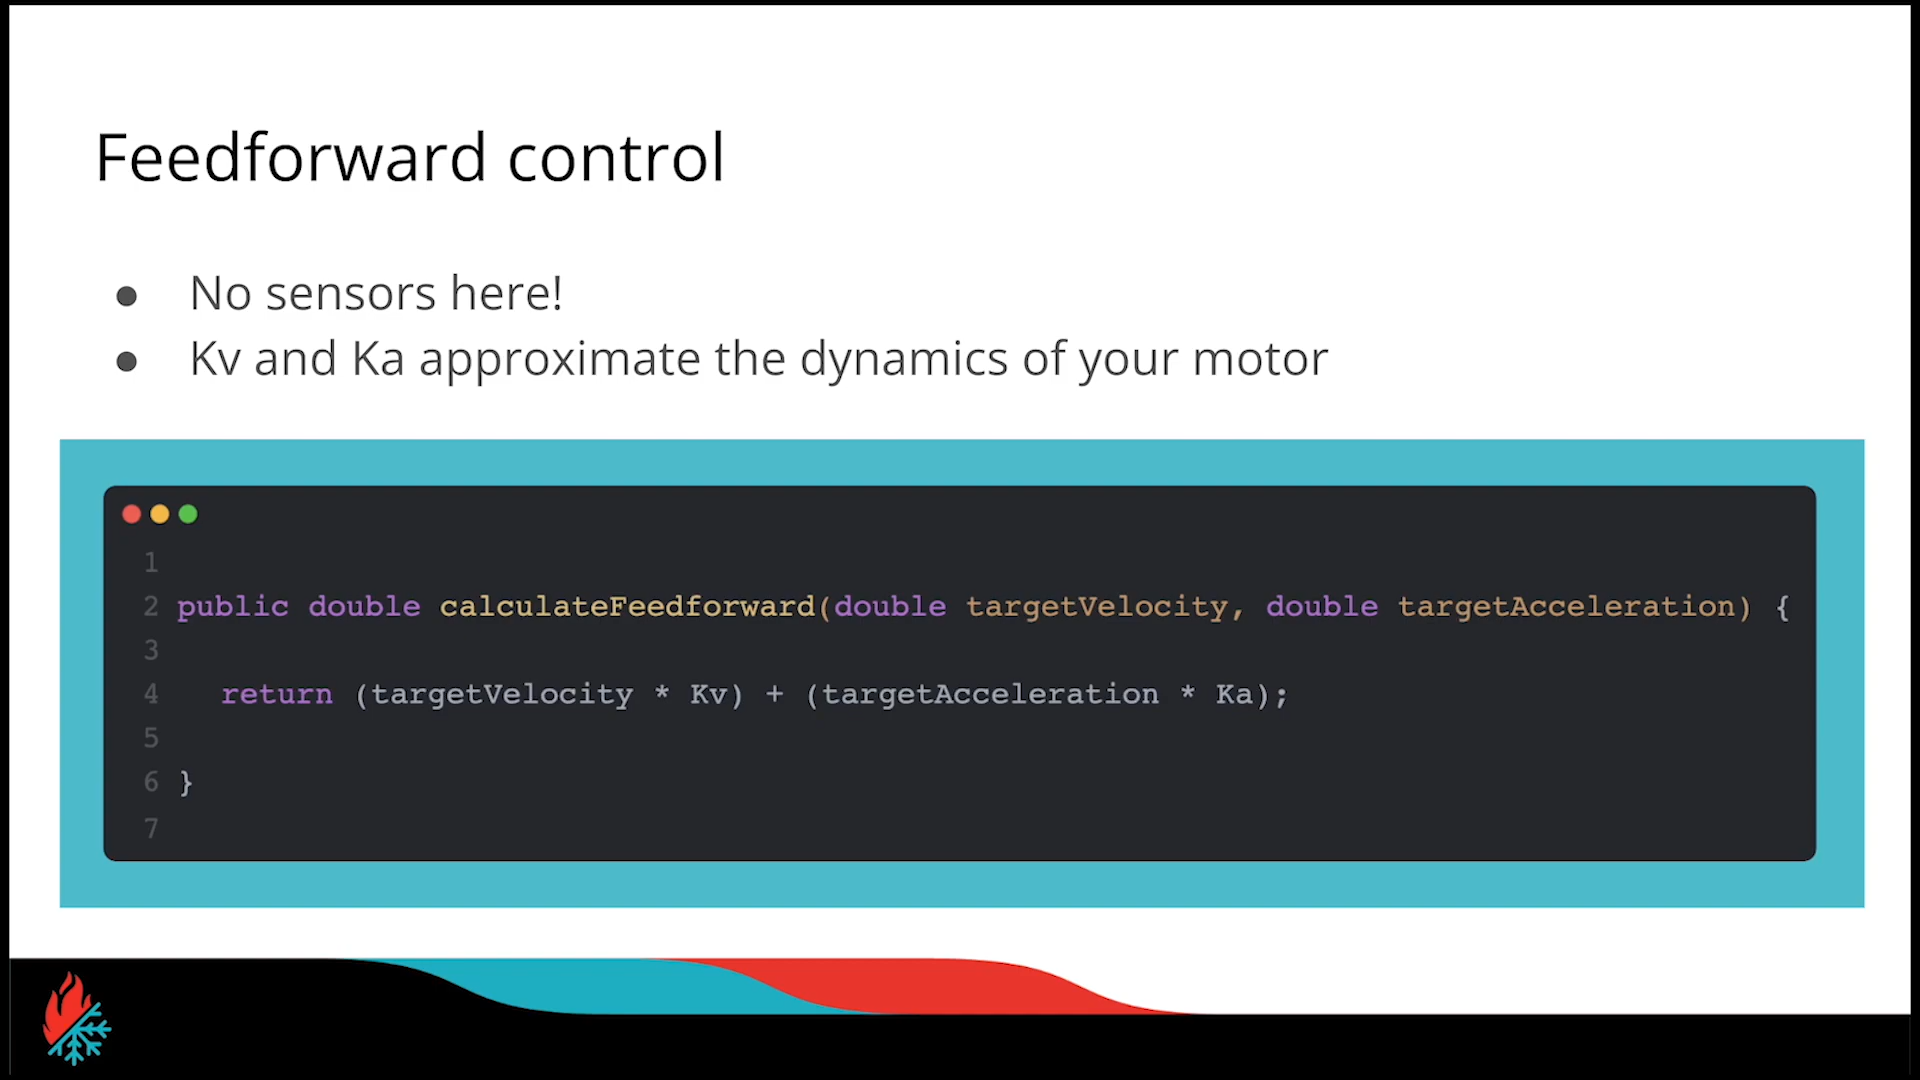 Feedforward control
● No sensors here!
● Kv and Ka approximate the dynamics of your motor
1
2 public double calculateFeedforward(double targetVelocity, double targetAcceleration) {
3
4   return (targetVelocity * Kv) + (targetAcceleration * Ka);
5
6 }
7